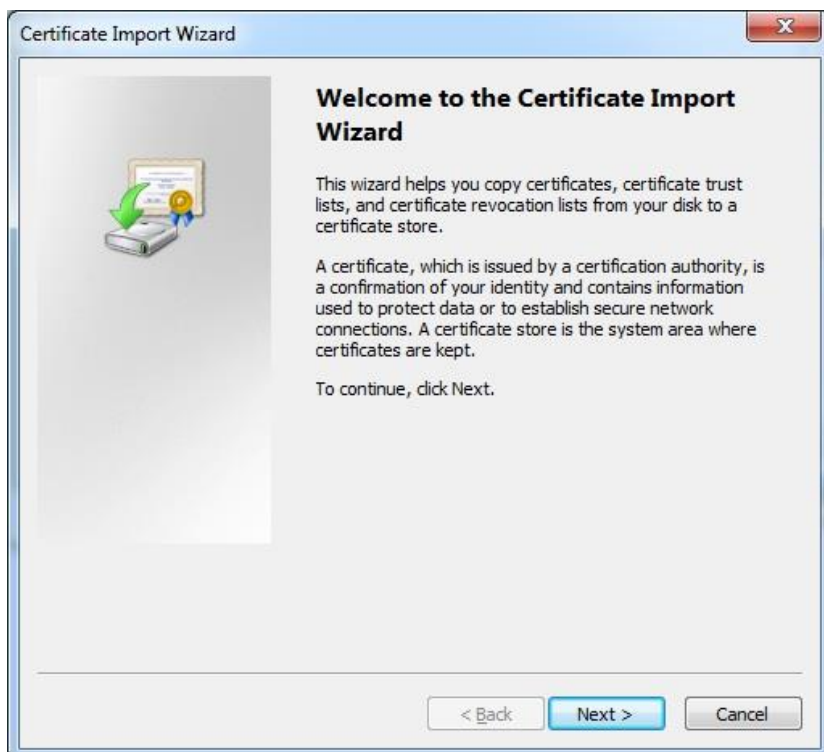 Certificate Import Wizard
Welcome to the Certificate Import
Wizard
This wizard helps you copy certificates, certificate trust
lists, and certificate revocation lists from your disk to a
certificate store.
A certificate, which is issued by a certification authority, is
a confirmation of your identity and contains information
used to protect data or to establish secure network
connections. A certificate store is the system area where
certificates are kept.
To continue, click Next.
< Back
Next >
Cancel